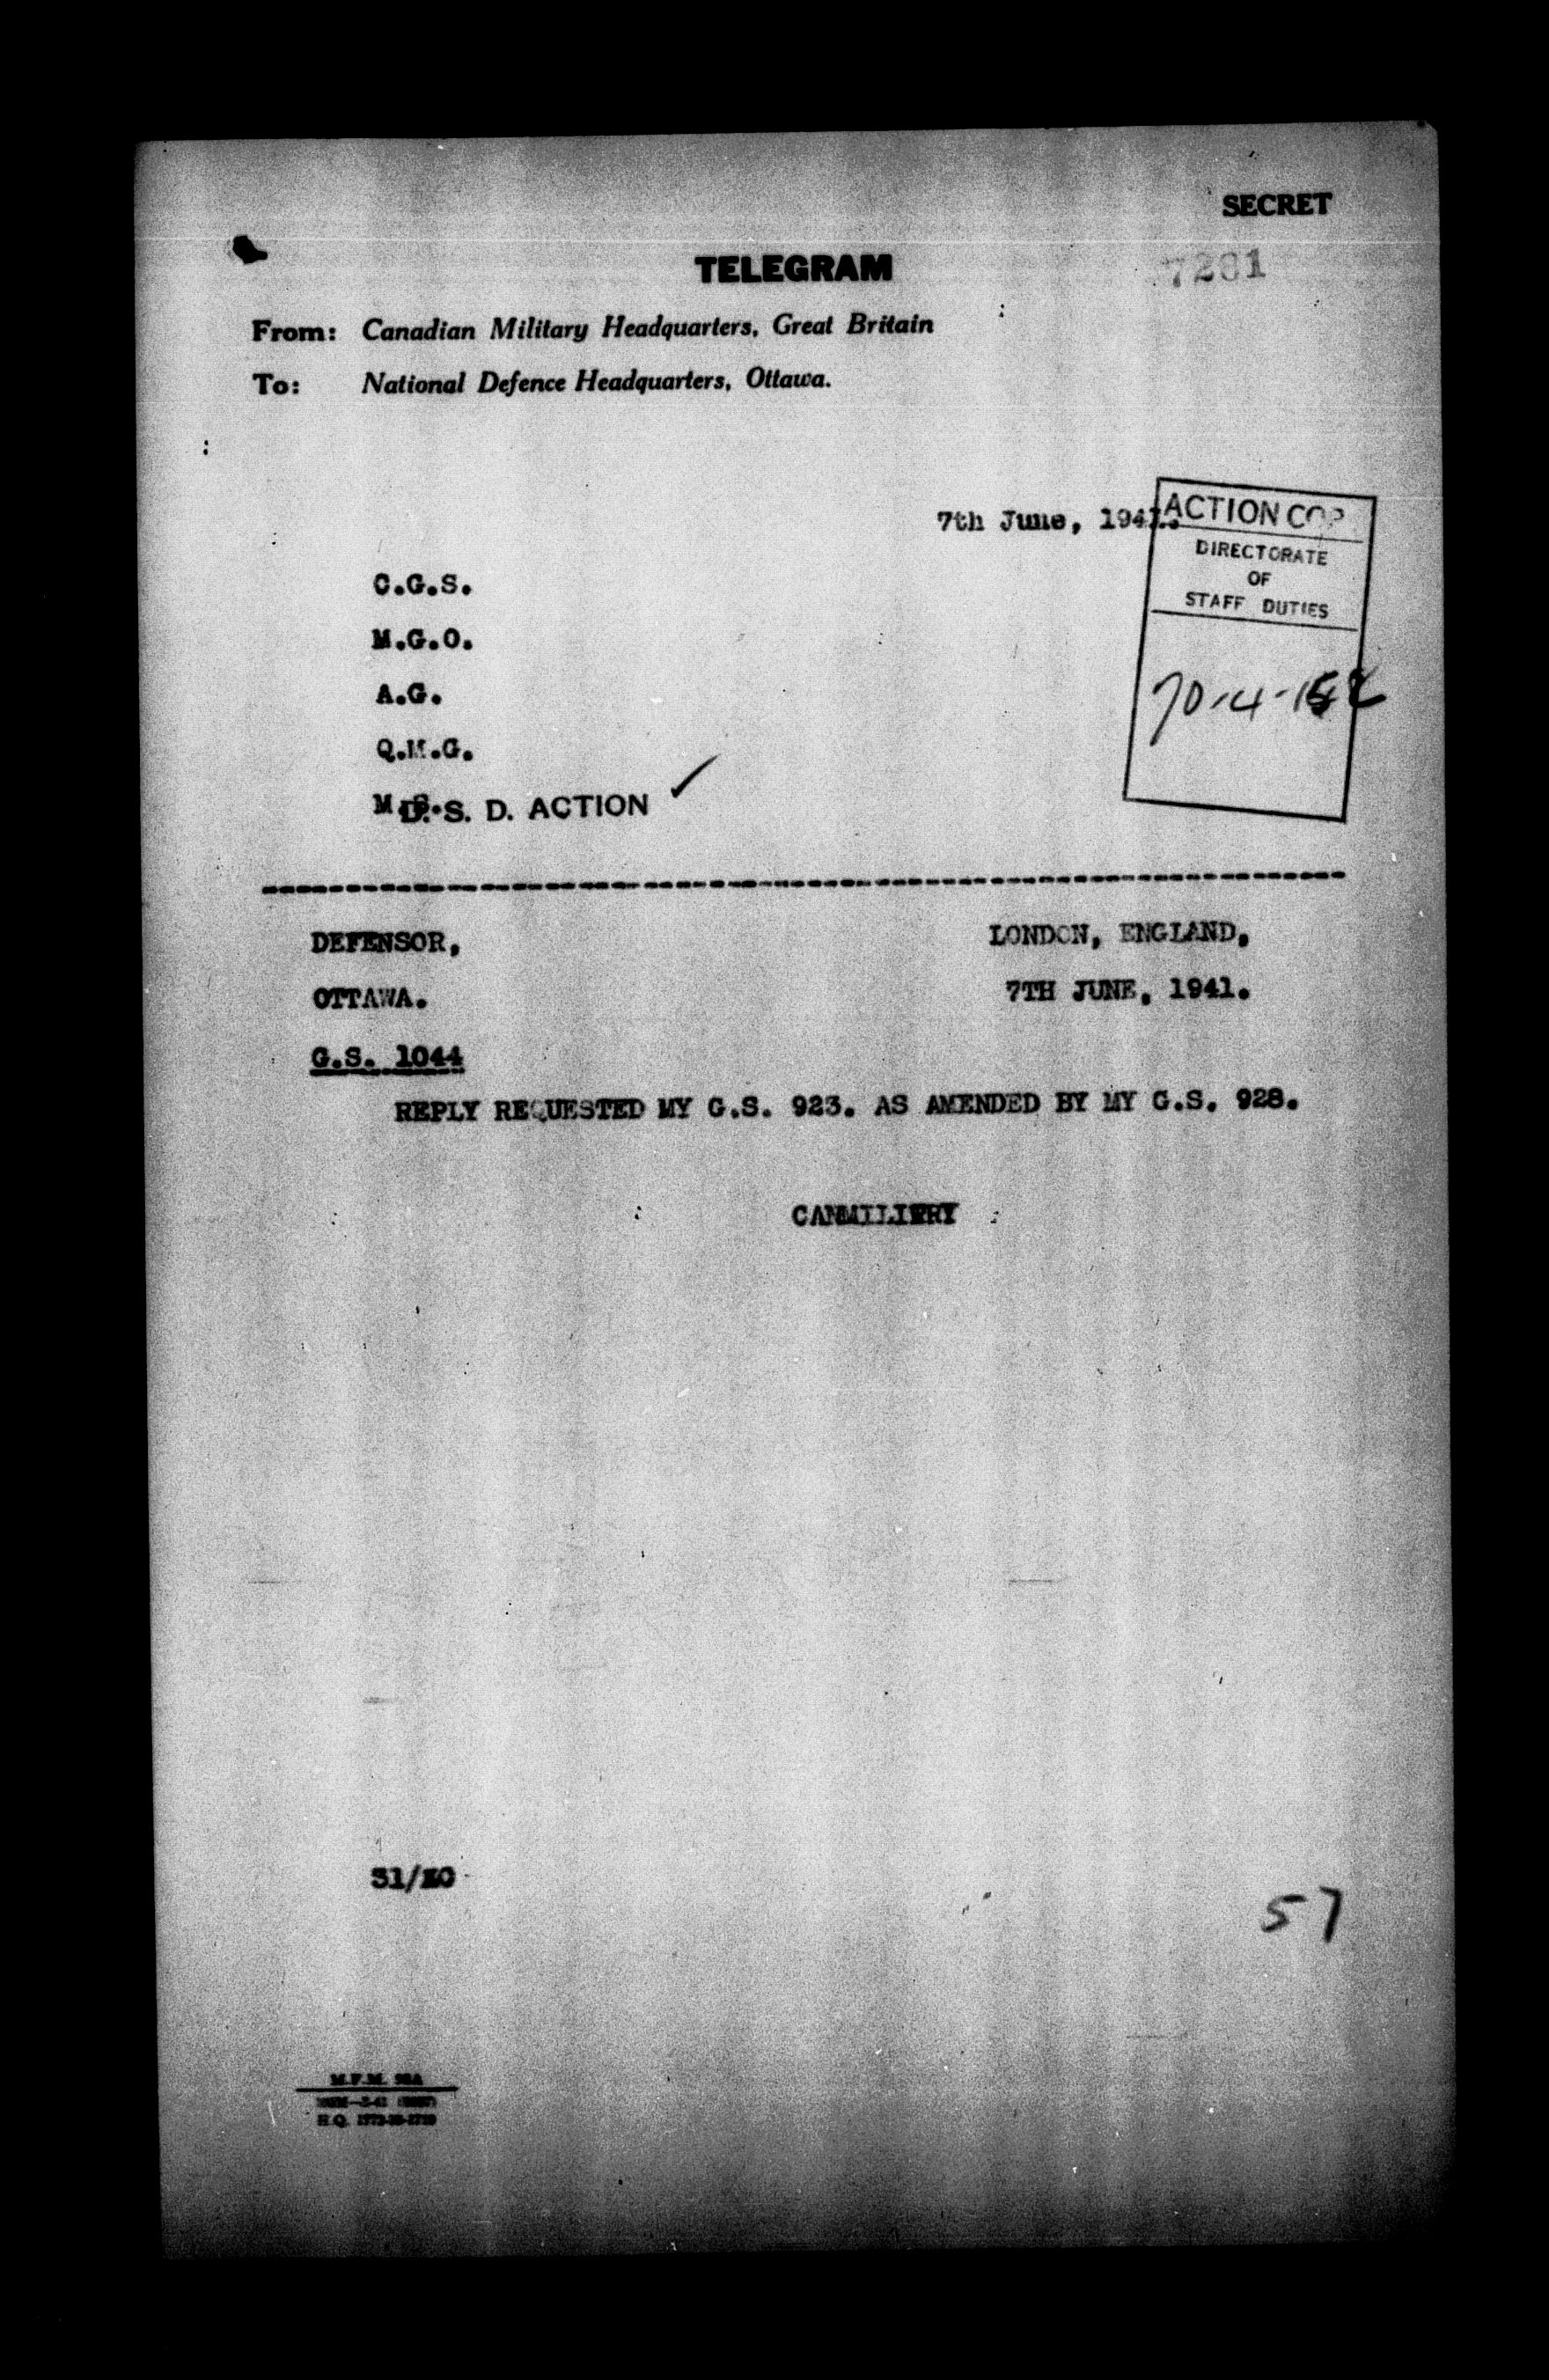 SECRET
7281
TELEGRAM
From: Canadian Military Headquarters, Great Britain
To: National Defence Headquarters, Ottawa.
7th June, 1941.
ACTION COP
DIRECTORATE
OF
STAFF DUTIES
C.G.S.
M.G.O.
A.G.
Q.M.G.
M.S.
D. S. D. ACTION
DEFENSOR,
LONDON, ENGLAND,
OTTAWA.
7TH JUNE, 1941.
G.S. 1044
REPLY REQUESTED MY G.S. 923. AS AMENDED BY MY G.S. 928.
57
M.F.M.
H.Q.